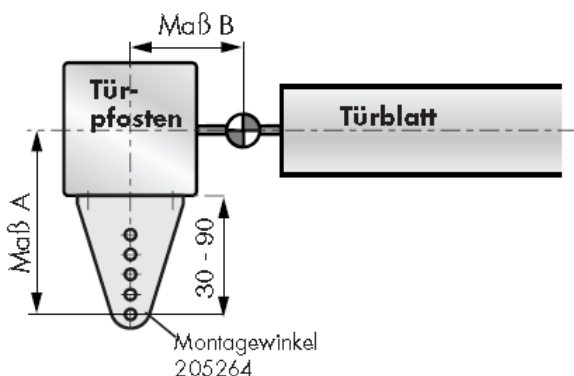 Maß B
Tür-
pfosten
Türblatt
Maß A
30 - 90
Montagewinkel
205264